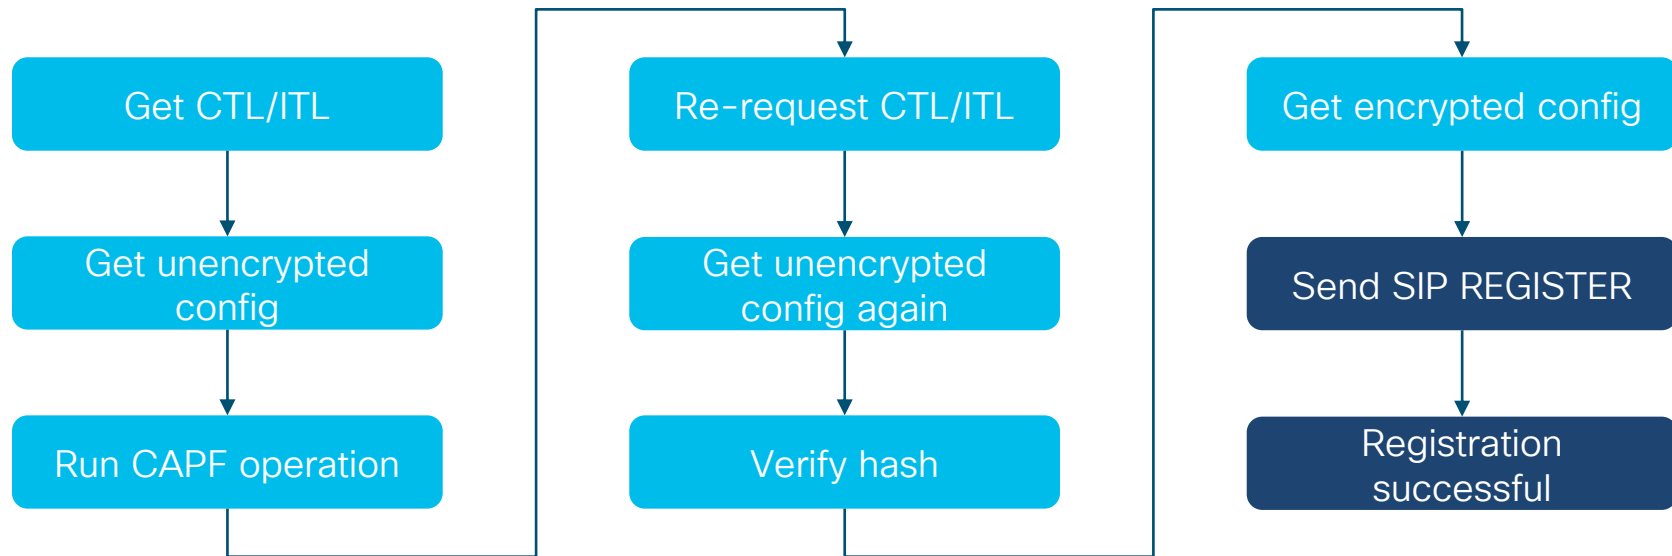 Get CTL/ITL
Get unencrypted
config
Run CAPF operation
Re-request CTL/ITL
Get unencrypted
config again
Verify hash
Get encrypted config
Send SIP REGISTER
Registration
successful